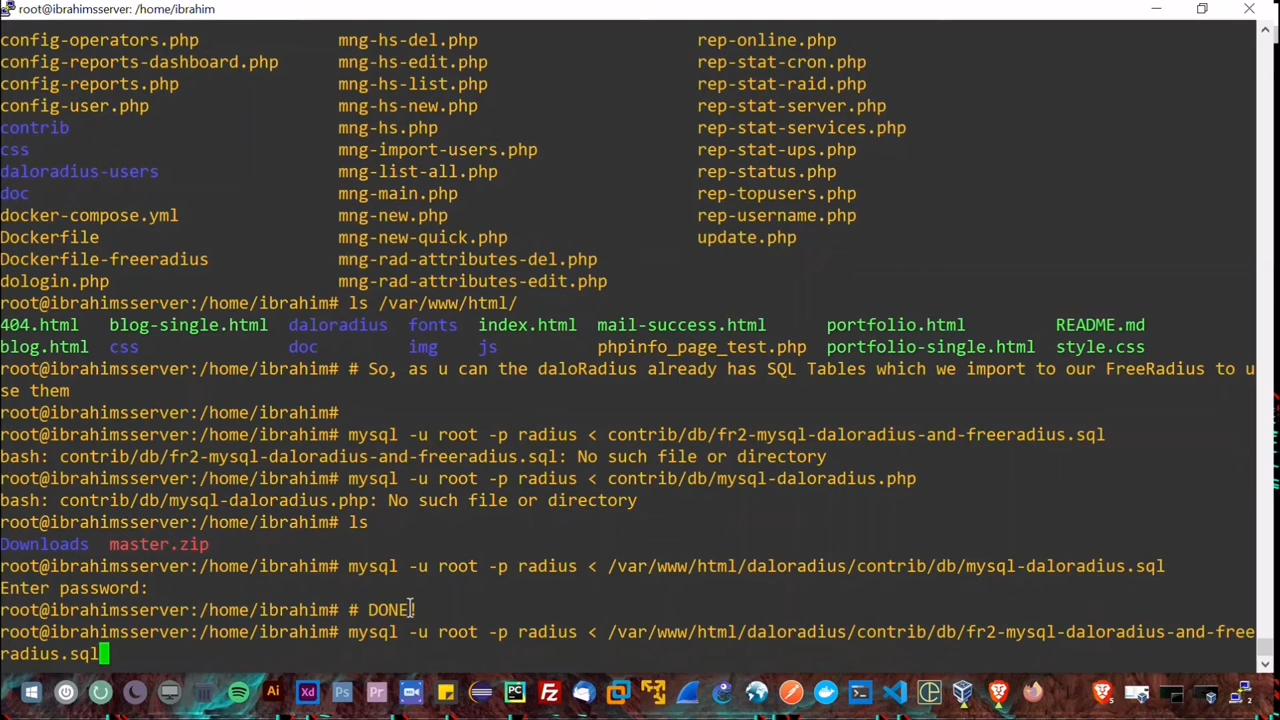 root@ibrahimsserver: /home/ibrahim
config-operators.php mng-hs-del.php rep-online.php
config-reports-dashboard.php mng-hs-edit.php rep-stat-cron.php
config-reports.php mng-hs-list.php rep-stat-raid.php
config-user.php mng-hs-new.php rep-stat-server.php
contrib mng-hs.php rep-stat-services.php
css mng-import-users.php rep-stat-ups.php
daloradius-users mng-list-all.php rep-status.php
doc mng-main.php rep-topusers.php
docker-compose.yml mng-new.php rep-username.php
Dockerfile mng-new-quick.php update.php
Dockerfile-freeradius mng-rad-attributes-del.php
dologin.php mng-rad-attributes-edit.php
root@ibrahimsserver:/home/ibrahim# ls /var/www/html/
404.html blog-single.html daloradius fonts index.html mail-success.html portfolio.html README.md
blog.html css doc img js phpinfo_page_test.php portfolio-single.html style.css
root@ibrahimsserver:/home/ibrahim# # So, as u can the daloRadius already has SQL Tables which we import to our FreeRadius to u
se them
root@ibrahimsserver:/home/ibrahim#
root@ibrahimsserver:/home/ibrahim# mysql -u root -p radius < contrib/db/fr2-mysql-daloradius-and-freeradius.sql
bash: contrib/db/fr2-mysql-daloradius-and-freeradius.sql: No such file or directory
root@ibrahimsserver:/home/ibrahim# mysql -u root -p radius < contrib/db/mysql-daloradius.php
bash: contrib/db/mysql-daloradius.php: No such file or directory
root@ibrahimsserver:/home/ibrahim# ls
Downloads master.zip
root@ibrahimsserver:/home/ibrahim# mysql -u root -p radius < /var/www/html/daloradius/contrib/db/mysql-daloradius.sql
Enter password:
root@ibrahimsserver:/home/ibrahim# # DONE!
root@ibrahimsserver:/home/ibrahim# mysql -u root -p radius < /var/www/html/daloradius/contrib/db/fr2-mysql-daloradius-and-free
radius.sql
Ai Xd Ps Pr PC FZ